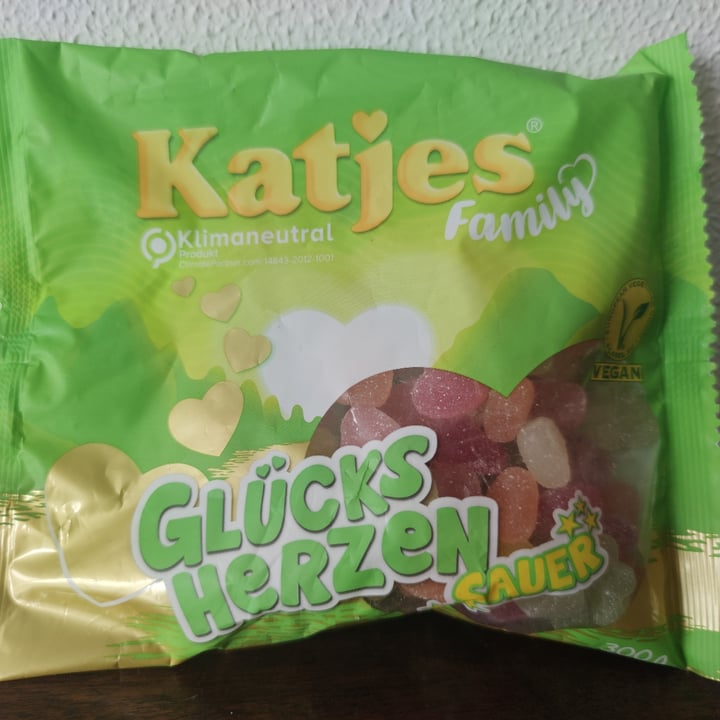 Katjes®
Family
Klimaneutral
Produkt
ClimatePartner.com/14843-2012-1001
VEGAN
GLÜCKS
HERZEN
SAUER